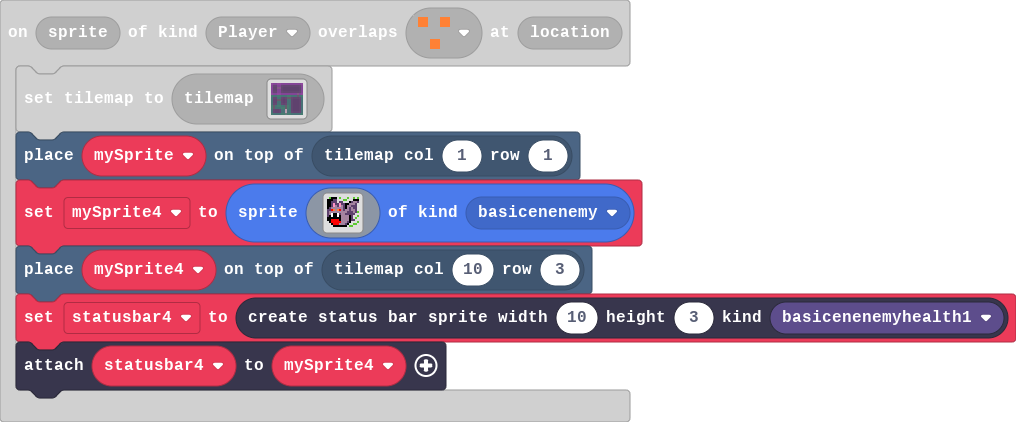 on sprite of kind Player overlaps at location
set tilemap to tilemap
place mySprite on top of tilemap col 1 row 1
set mySprite4 to sprite of kind basicenenemy
place mySprite4 on top of tilemap col 10 row 3
set statusbar4 to create status bar sprite width 10 height 3 kind basicenenemyhealth1
attach statusbar4 to mySprite4